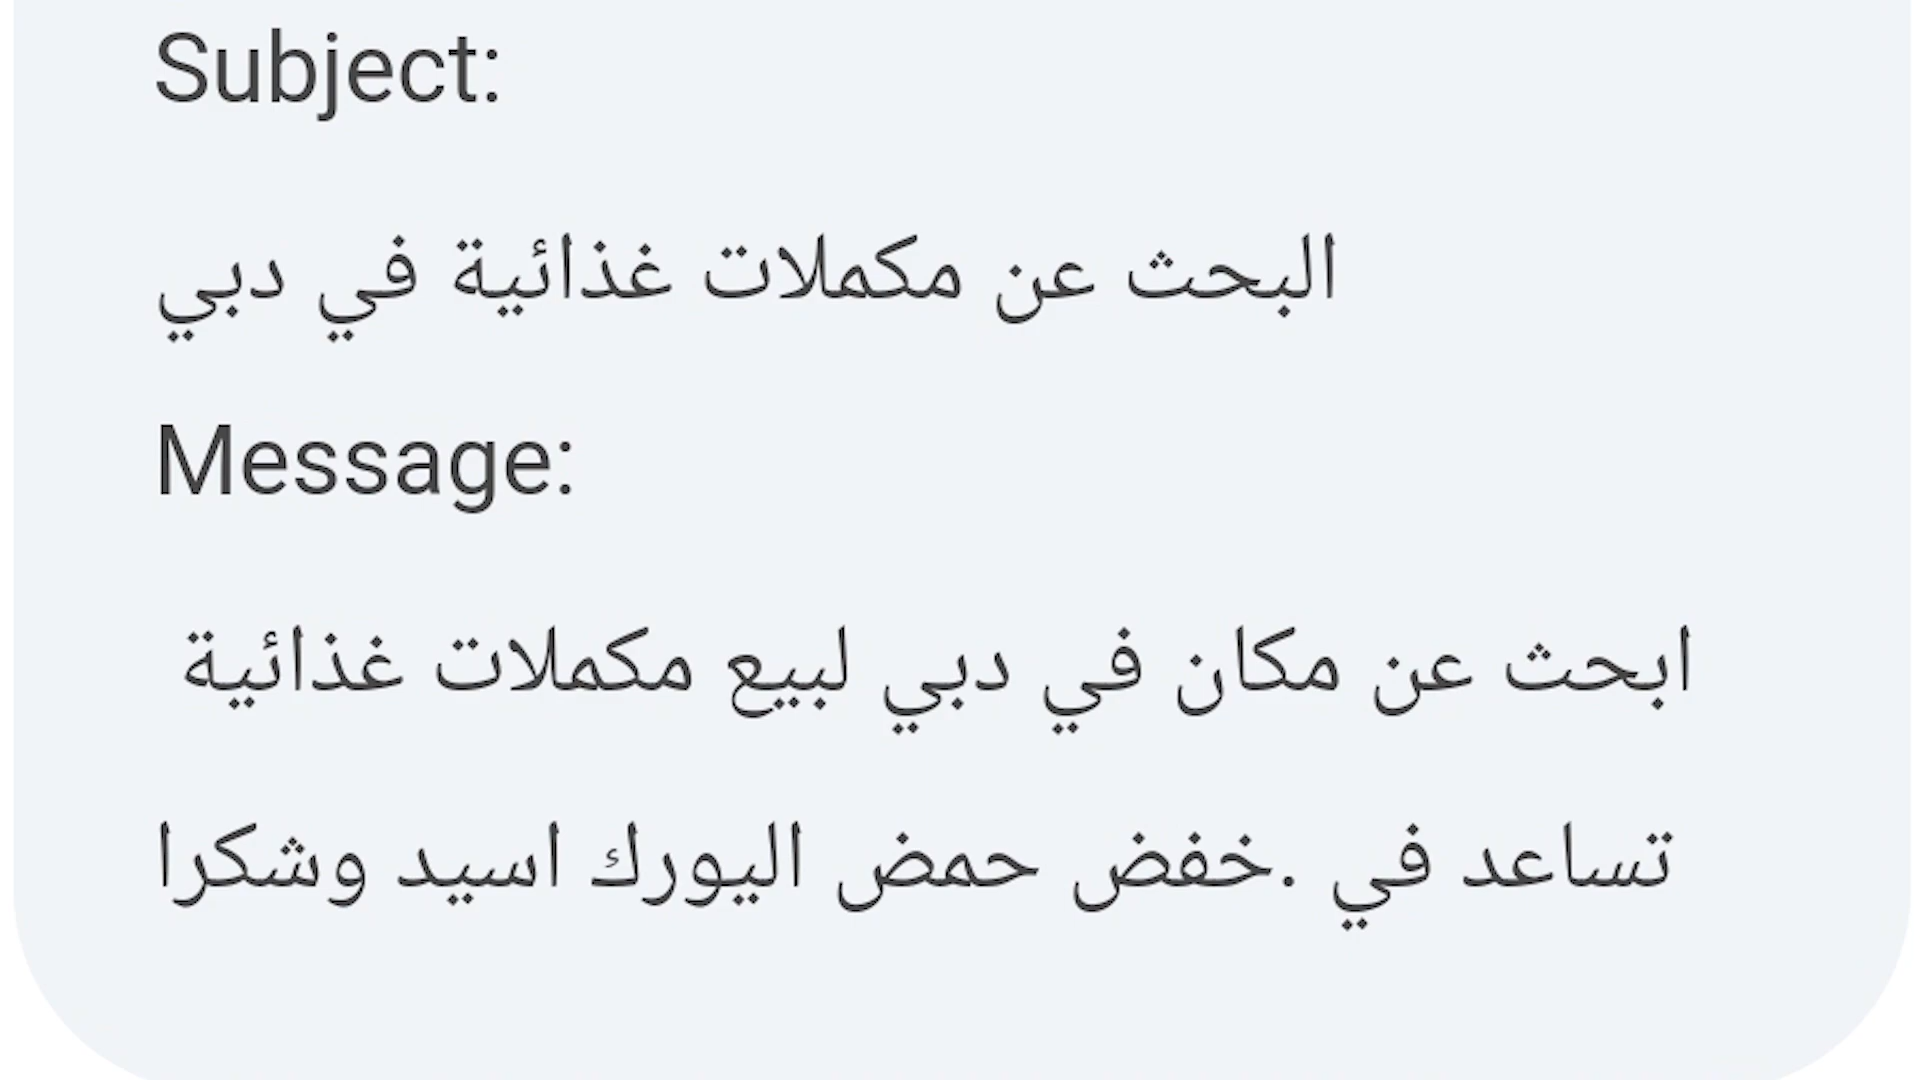 Subject:
البحث عن مكملات غذائية في دبي
Message:
ابحث عن مكان في دبي لبيع مكملات غذائية
تساعد في .خفض حمض اليورك اسيد وشكرا